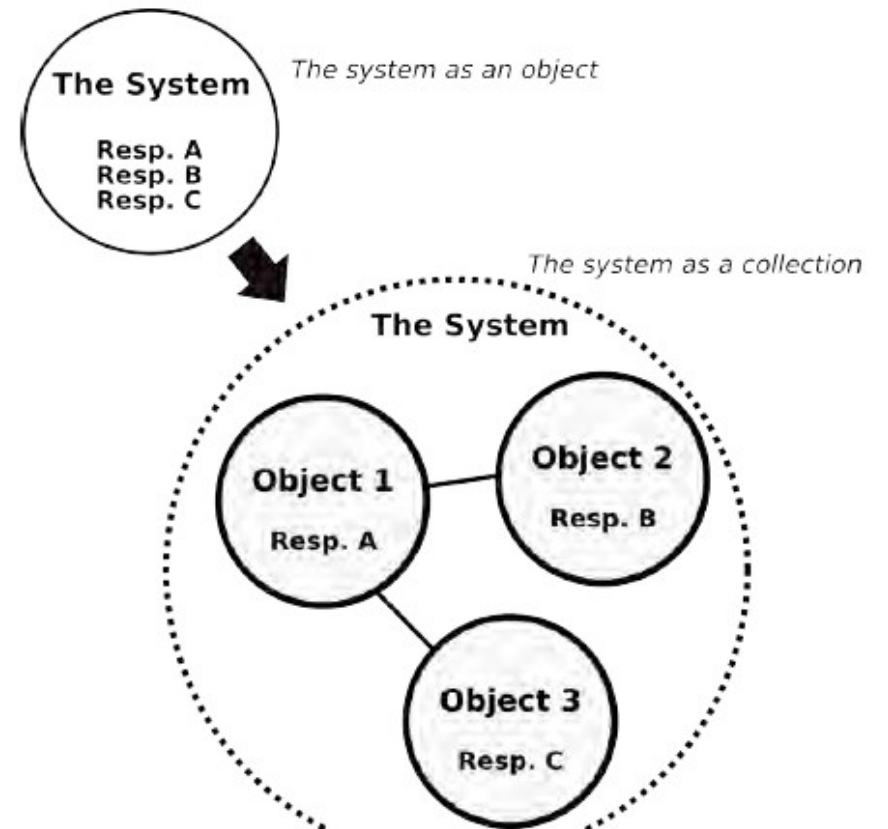 The System
The system as an object
Resp. A
Resp. B
Resp. C
The system as a collection
The System
Object 1
Resp. A
Object 2
Resp. B
Object 3
Resp. C